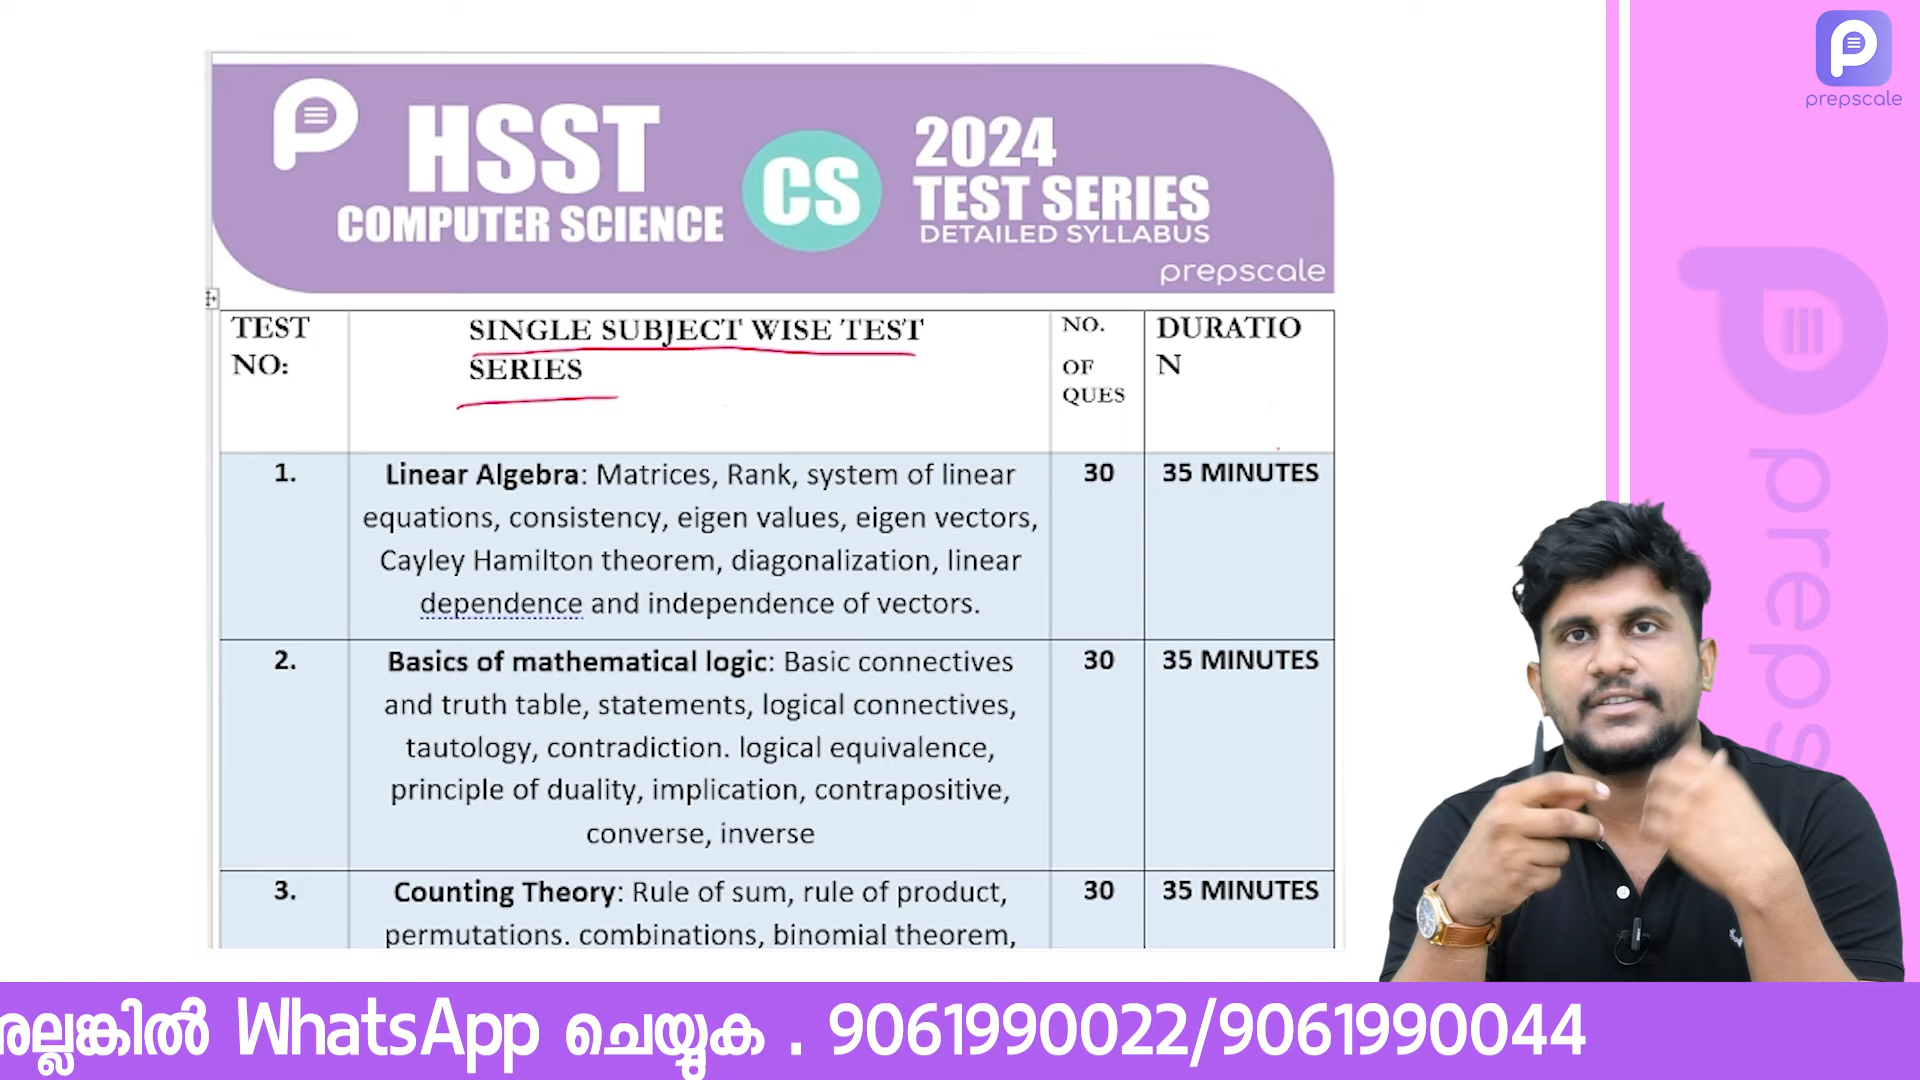 prepscale
HSST
COMPUTER SCIENCE
CS
2024
TEST SERIES
DETAILED SYLLABUS
prepscale
TEST
NO:
SINGLE SUBJECT WISE TEST
SERIES
NO.
OF
QUES
DURATIO
N
1.
Linear Algebra: Matrices, Rank, system of linear
equations, consistency, eigen values, eigen vectors,
Cayley Hamilton theorem, diagonalization, linear
dependence and independence of vectors.
30
35 MINUTES
2.
Basics of mathematical logic: Basic connectives
and truth table, statements, logical connectives,
tautology, contradiction. logical equivalence,
principle of duality, implication, contrapositive,
converse, inverse
30
35 MINUTES
3.
Counting Theory: Rule of sum, rule of product,
permutations. combinations, binomial theorem,
30
35 MINUTES
preps
WhatsApp ചെയ്യുക . 9061990022/9061990044